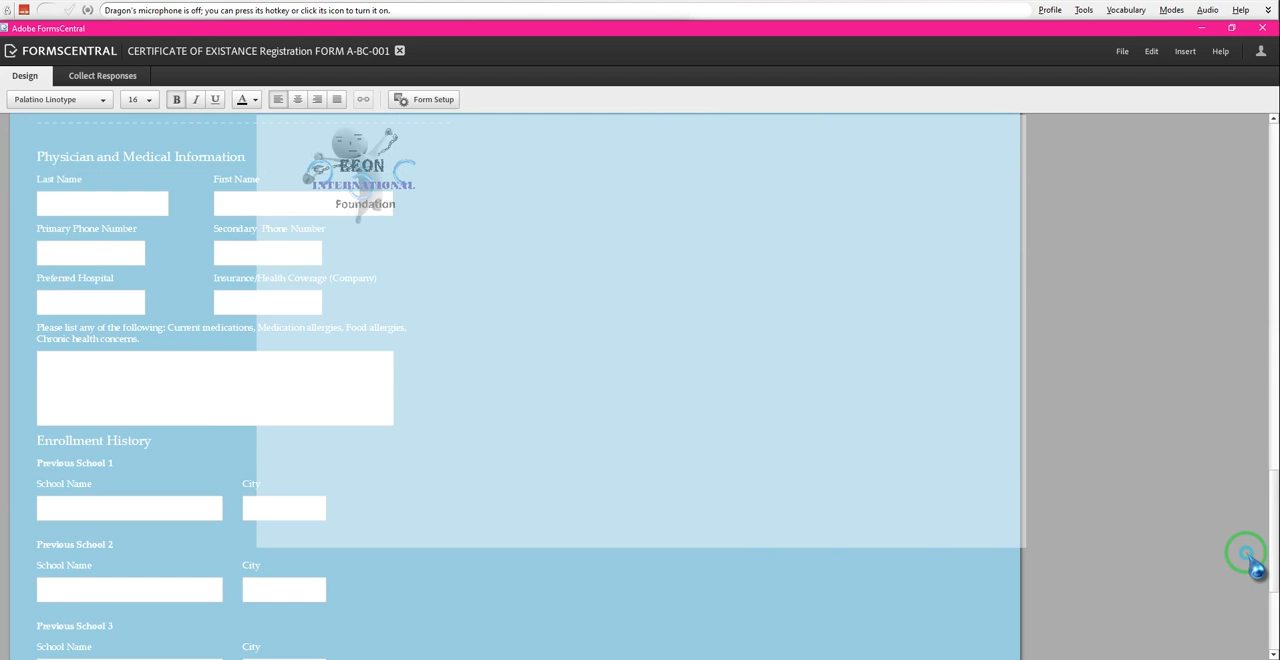 Dragon's microphone is off; you can press its hotkey or click its icon to turn it on.
Profile Tools Vocabulary Modes Audio Help
Adobe FormsCentral
FORMSCENTRAL CERTIFICATE OF EXISTANCE Registration FORM A-BC-001
File Edit Insert Help
Design Collect Responses
Palatino Linotype 16 B I U A Form Setup
EEON
INTERNATIONAL
Foundation
Physician and Medical Information
Last Name First Name
Primary Phone Number Secondary Phone Number
Preferred Hospital Insurance/Health Coverage (Company)
Please list any of the following: Current medications, Medication allergies, Food allergies,
Chronic health concerns.
Enrollment History
Previous School 1
School Name City
Previous School 2
School Name City
Previous School 3
School Name City